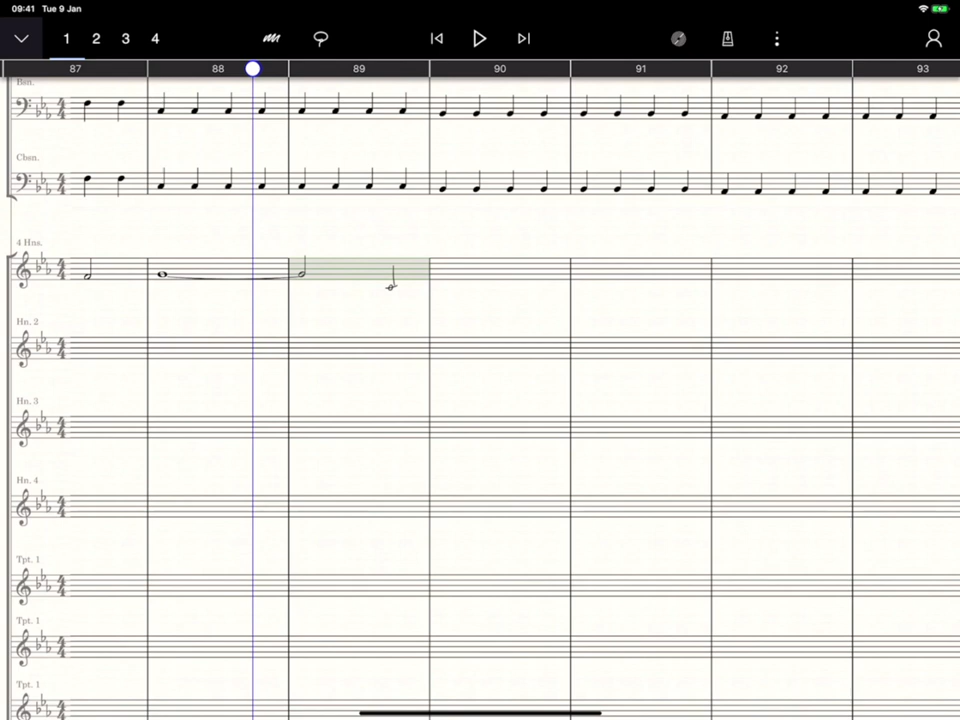 09:41 Tue 9 Jan
1 2 3 4
87 88 89 90 91 92 93
Bsn.
Cbsn.
4 Hns.
Hn. 2
Hn. 3
Hn. 4
Tpt. 1
Tpt. 1
Tpt. 1